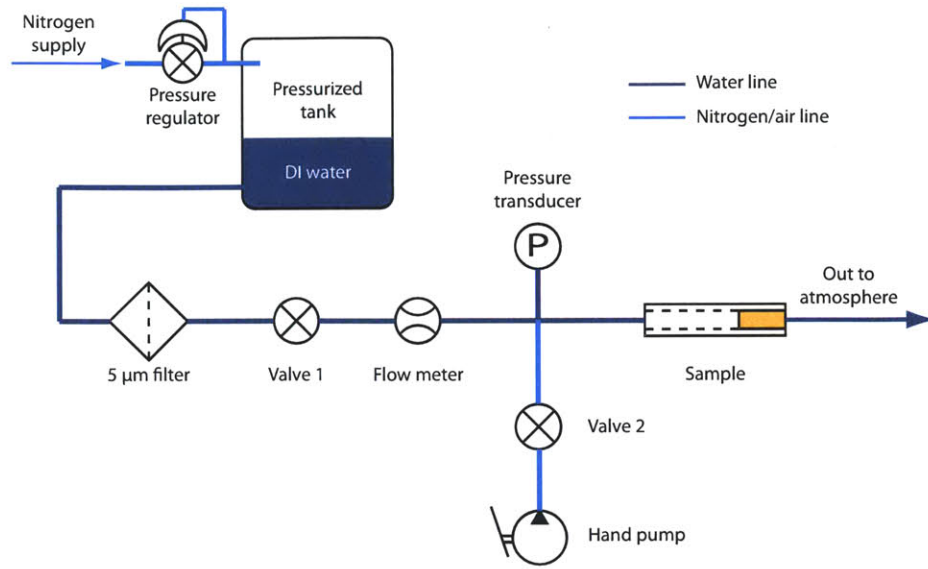 Nitrogen
supply
Pressure
regulator
Pressurized
tank
DI water
Water line
Nitrogen/air line
Pressure
transducer
P
Out to
atmosphere
5 µm filter
Valve 1
Flow meter
Sample
Valve 2
Hand pump